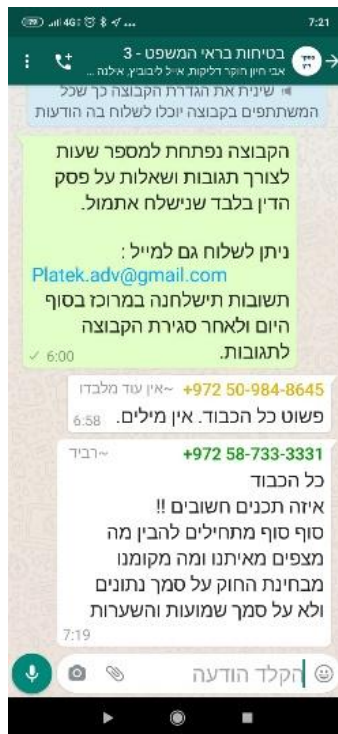 29 46: ... 7:21
בטיחות בראי המשפט - 3
אבי חיון חוקר דליקות, אייל ליבוביץ, אילנה ...
שינית את הגדרת הקבוצה כך שכל
המשתתפים בקבוצה יוכלו לשלוח בה הודעות
הקבוצה נפתחת למספר שעות
לצורך תגובות ושאלות על פסק
הדין בלבד שנישלח אתמול.
ניתן לשלוח גם למייל :
Platek.adv@gmail.com
תשובות תישלחנה במרוכז בסוף
היום ולאחר סגירת הקבוצה
לתגובות.
6:00
+972 50-984-8645 ~אין עוד מלבדו
פשוט כל הכבוד. אין מילים.
6:58
+972 58-733-3331 ~רביד
כל הכבוד
איזה תכנים חשובים !!
סוף סוף מתחילים להבין מה
מצפים מאיתנו ומה מקומנו
מבחינת החוק על סמך נתונים
ולא על סמך שמועות והשערות
7:19
הקלד הודעה